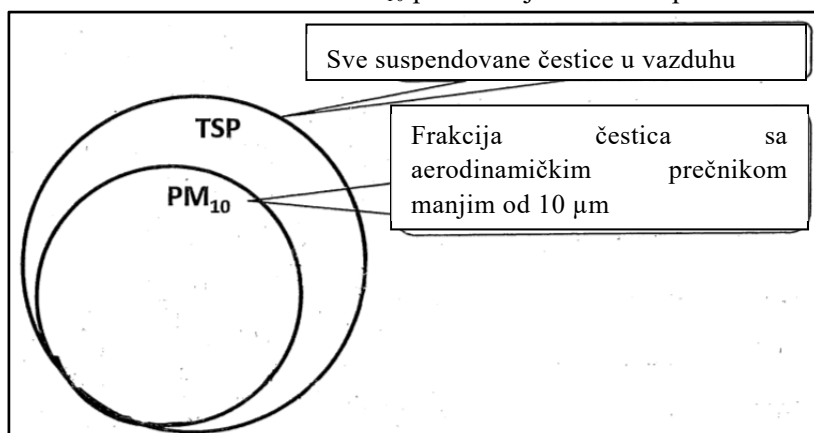 Sve suspendovane čestice u vazduhu
TSP
Frakcija čestica sa
aerodinamičkim prečnikom
manjim od 10 µm
PM₁₀